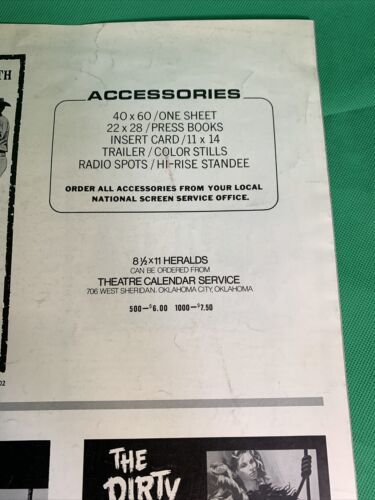 TH
ACCESSORIES
40 x 60 / ONE SHEET
22 x 28 / PRESS BOOKS
INSERT CARD / 11 x 14
TRAILER / COLOR STILLS
RADIO SPOTS / HI-RISE STANDEE
ORDER ALL ACCESSORIES FROM YOUR LOCAL
NATIONAL SCREEN SERVICE OFFICE.
8½ x 11 HERALDS
CAN BE ORDERED FROM
THEATRE CALENDAR SERVICE
706 WEST SHERIDAN, OKLAHOMA CITY, OKLAHOMA
500—$6.00 1000—$7.50
02
THE
DIRTY